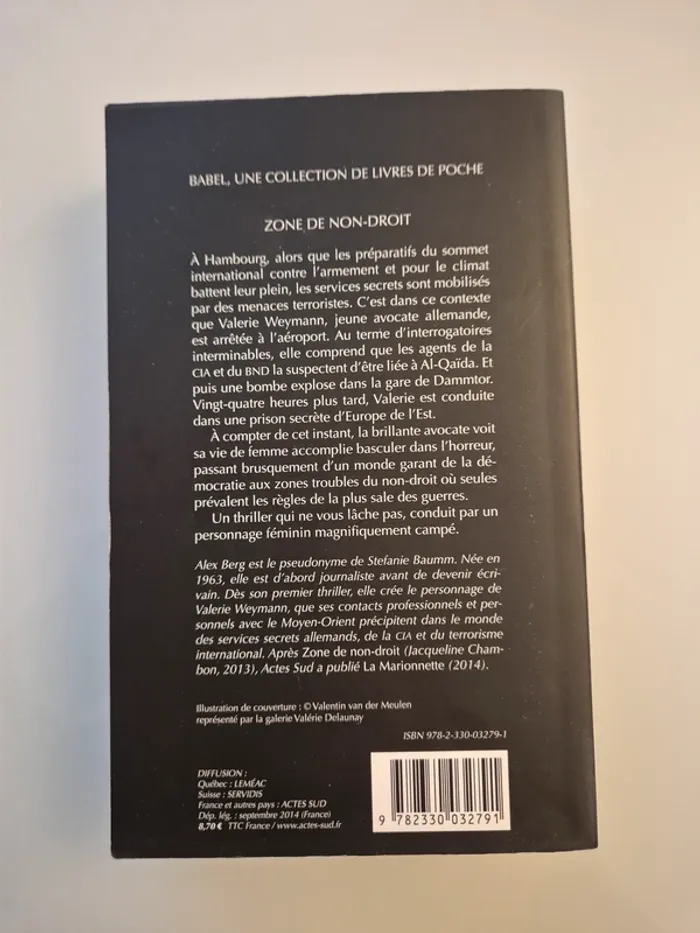 BABEL, UNE COLLECTION DE LIVRES DE POCHE
ZONE DE NON-DROIT
À Hambourg, alors que les préparatifs du sommet
international contre l'armement et pour le climat
battent leur plein, les services secrets sont mobilisés
par des menaces terroristes. C'est dans ce contexte
que Valerie Weymann, jeune avocate allemande,
est arrêtée à l'aéroport. Au terme d'interrogatoires
interminables, elle comprend que les agents de la
CIA et du BND la suspectent d'être liée à Al-Qaïda. Et
puis une bombe explose dans la gare de Dammtor.
Vingt-quatre heures plus tard, Valerie est conduite
dans une prison secrète d'Europe de l'Est.
À compter de cet instant, la brillante avocate voit
sa vie de femme accomplie basculer dans l'horreur,
passant brusquement d'un monde garant de la dé-
mocratie aux zones troubles du non-droit où seules
prévalent les règles de la plus sale des guerres.
Un thriller qui ne vous lâche pas, conduit par un
personnage féminin magnifiquement campé.
Alex Berg est le pseudonyme de Stefanie Baumm. Née en
1963, elle est d'abord journaliste avant de devenir écri-
vain. Dès son premier thriller, elle crée le personnage de
Valerie Weymann, que ses contacts professionnels et per-
sonnels avec le Moyen-Orient précipitent dans le monde
des services secrets allemands, de la CIA et du terrorisme
international. Après Zone de non-droit (Jacqueline Cham-
bon, 2013), Actes Sud a publié La Marionnette (2014).
Illustration de couverture : © Valentin van der Meulen
représenté par la galerie Valérie Delaunay
ISBN 978-2-330-03279-1
DIFFUSION :
Québec : LEMÉAC
Suisse : SERVIDIS
France et autres pays : ACTES SUD
Dép. lég. : septembre 2014 (France)
8,70 € TTC France / www.actes-sud.fr
9 782330 032791